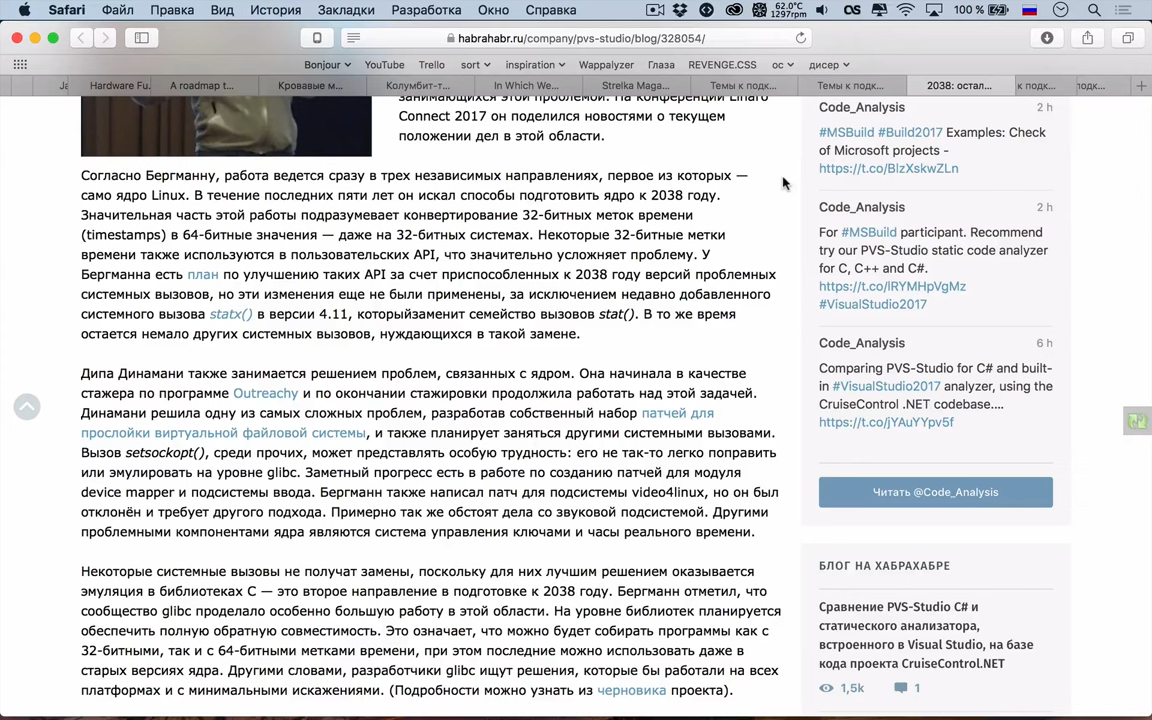 Safari Файл Правка Вид История Закладки Разработка Окно Справка 62.0°C 1297rpm 100 %
habrahabr.ru/company/pvs-studio/blog/328054/
Bonjour YouTube Trello sort inspiration Wappalyzer Глаза REVENGE.CSS ос дисер
Ja Hardware Fu. A roadmap t... Кровавые м... Колумбит-т... In Which We... Strelka Maga... Темы к подк... Темы к подк... 2038: остал... к подк подк...
занимающихся этой проблемой. На конференции Linaro
Connect 2017 он поделился новостями о текущем
положении дел в этой области.
Согласно Бергманну, работа ведется сразу в трех независимых направлениях, первое из которых —
само ядро Linux. В течение последних пяти лет он искал способы подготовить ядро к 2038 году.
Значительная часть этой работы подразумевает конвертирование 32-битных меток времени
(timestamps) в 64-битные значения — даже на 32-битных системах. Некоторые 32-битные метки
времени также используются в пользовательских API, что значительно усложняет проблему. У
Бергманна есть план по улучшению таких API за счет приспособленных к 2038 году версий проблемных
системных вызовов, но эти изменения еще не были применены, за исключением недавно добавленного
системного вызова statx() в версии 4.11, которыйзаменит семейство вызовов stat(). В то же время
остается немало других системных вызовов, нуждающихся в такой замене.
Дипа Динамани также занимается решением проблем, связанных с ядром. Она начинала в качестве
стажера по программе Outreachy и по окончании стажировки продолжила работать над этой задачей.
Динамани решила одну из самых сложных проблем, разработав собственный набор патчей для
прослойки виртуальной файловой системы, и также планирует заняться другими системными вызовами.
Вызов setsockopt(), среди прочих, может представлять особую трудность: его не так-то легко поправить
или эмулировать на уровне glibc. Заметный прогресс есть в работе по созданию патчей для модуля
device mapper и подсистемы ввода. Бергманн также написал патч для подсистемы video4linux, но он был
отклонён и требует другого подхода. Примерно так же обстоят дела со звуковой подсистемой. Другими
проблемными компонентами ядра являются система управления ключами и часы реального времени.
Некоторые системные вызовы не получат замены, поскольку для них лучшим решением оказывается
эмуляция в библиотеках C — это второе направление в подготовке к 2038 году. Бергманн отметил, что
сообщество glibc проделало особенно большую работу в этой области. На уровне библиотек планируется
обеспечить полную обратную совместимость. Это означает, что можно будет собирать программы как с
32-битными, так и с 64-битными метками времени, при этом последние можно использовать даже в
старых версиях ядра. Другими словами, разработчики glibc ищут решения, которые бы работали на всех
платформах и с минимальными искажениями. (Подробности можно узнать из черновика проекта).
Code_Analysis 2 h
#MSBuild #Build2017 Examples: Check
of Microsoft projects -
https://t.co/BlzXskwZLn
Code_Analysis 2 h
For #MSBuild participant. Recommend
try our PVS-Studio static code analyzer
for C, C++ and C#.
https://t.co/lRYMHpVgMz
#VisualStudio2017
Code_Analysis 6 h
Comparing PVS-Studio for C# and built-
in #VisualStudio2017 analyzer, using the
CruiseControl .NET codebase....
https://t.co/jYAuYYpv5f
Читать @Code_Analysis
БЛОГ НА ХАБРАХАБРЕ
Сравнение PVS-Studio C# и
статического анализатора,
встроенного в Visual Studio, на базе
кода проекта CruiseControl.NET
1,5k 1